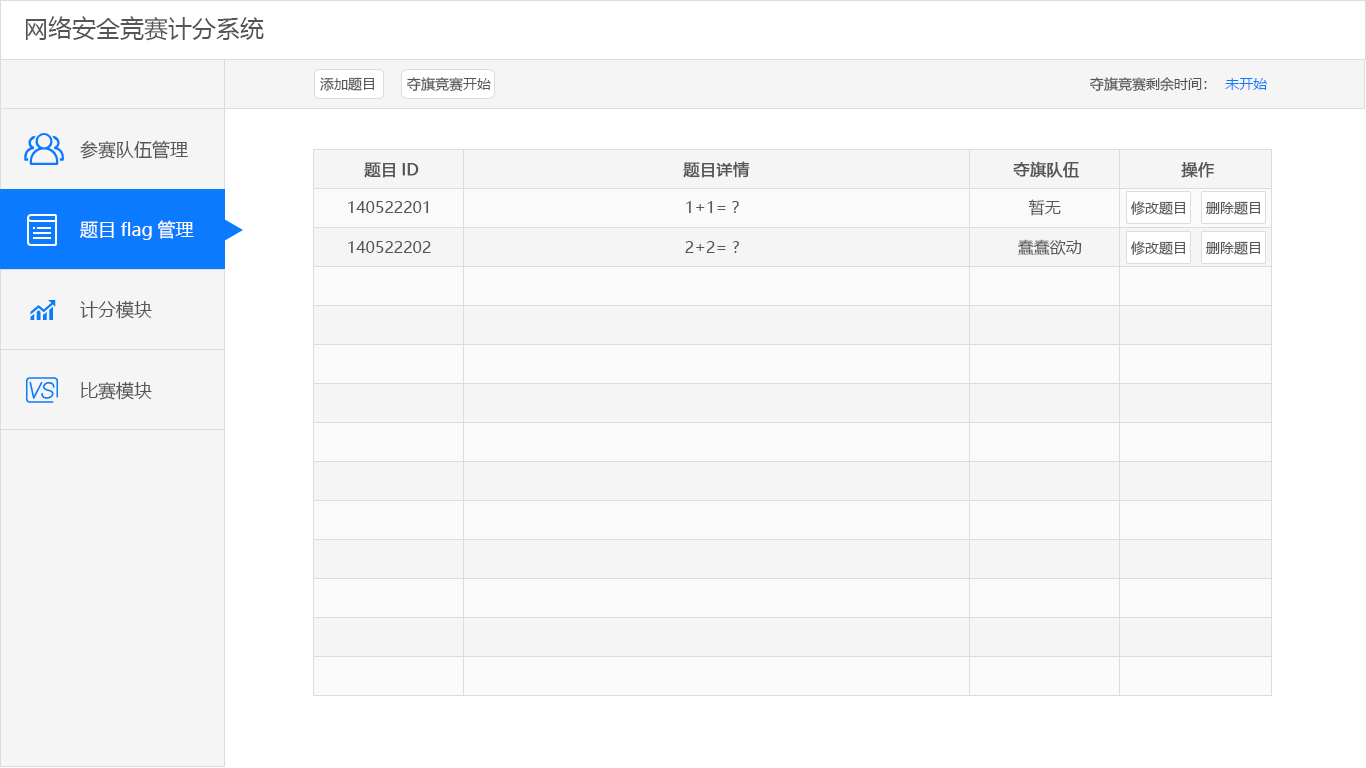 网络安全竞赛计分系统
添加题目 夺旗竞赛开始 夺旗竞赛剩余时间： 未开始
参赛队伍管理
题目 flag 管理
计分模块
VS 比赛模块
题目 ID 题目详情 夺旗队伍 操作
140522201 1+1= ? 暂无 修改题目 删除题目
140522202 2+2= ? 蠢蠢欲动 修改题目 删除题目